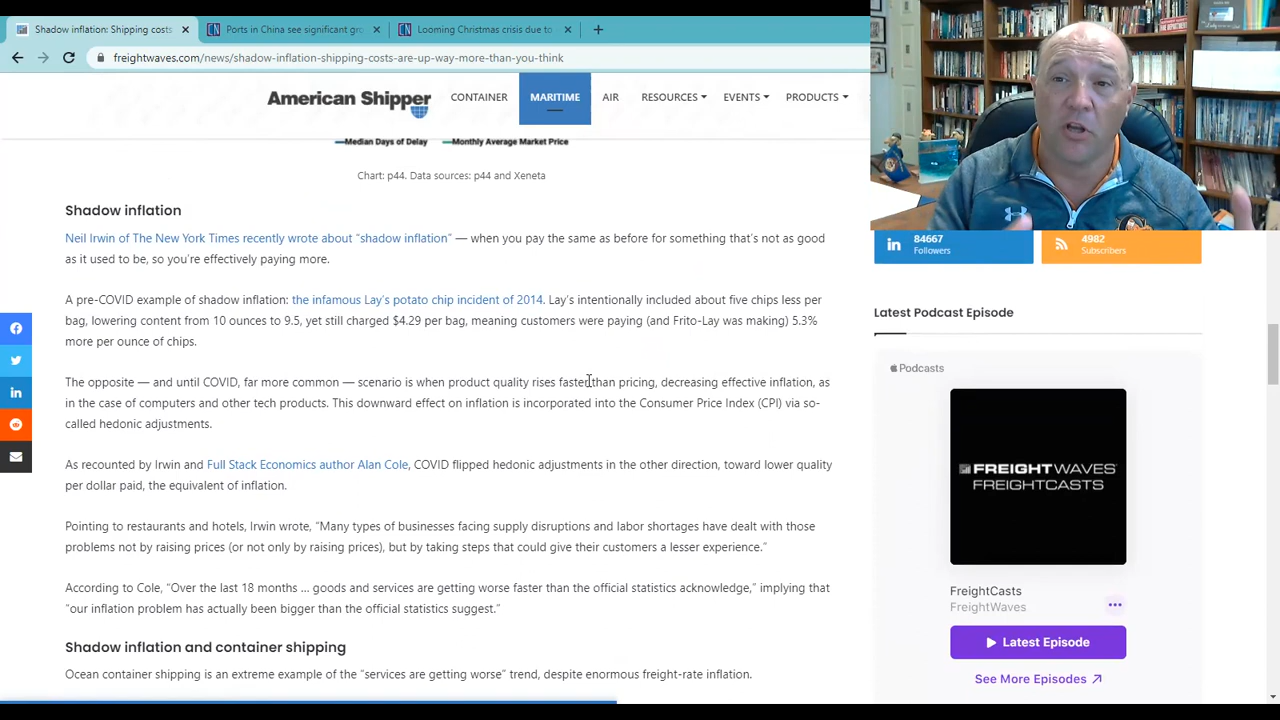 Shadow inflation: Shipping costs
Ports in China see significant gro
Looming Christmas crisis due to
freightwaves.com/news/shadow-inflation-shipping-costs-are-up-way-more-than-you-think
American Shipper
CONTAINER
MARITIME
AIR
RESOURCES
EVENTS
PRODUCTS
Median Days of Delay
Monthly Average Market Price
Chart: p44. Data sources: p44 and Xeneta
Shadow inflation
Neil Irwin of The New York Times recently wrote about “shadow inflation” — when you pay the same as before for something that’s not as good
as it used to be, so you’re effectively paying more.
A pre-COVID example of shadow inflation: the infamous Lay’s potato chip incident of 2014. Lay’s intentionally included about five chips less per
bag, lowering content from 10 ounces to 9.5, yet still charged $4.29 per bag, meaning customers were paying (and Frito-Lay was making) 5.3%
more per ounce of chips.
The opposite — and until COVID, far more common — scenario is when product quality rises faster than pricing, decreasing effective inflation, as
in the case of computers and other tech products. This downward effect on inflation is incorporated into the Consumer Price Index (CPI) via so-
called hedonic adjustments.
As recounted by Irwin and Full Stack Economics author Alan Cole, COVID flipped hedonic adjustments in the other direction, toward lower quality
per dollar paid, the equivalent of inflation.
Pointing to restaurants and hotels, Irwin wrote, “Many types of businesses facing supply disruptions and labor shortages have dealt with those
problems not by raising prices (or not only by raising prices), but by taking steps that could give their customers a lesser experience.”
According to Cole, “Over the last 18 months … goods and services are getting worse faster than the official statistics acknowledge,” implying that
“our inflation problem has actually been bigger than the official statistics suggest.”
Shadow inflation and container shipping
Ocean container shipping is an extreme example of the “services are getting worse” trend, despite enormous freight-rate inflation.
84667
Followers
4982
Subscribers
Latest Podcast Episode
Podcasts
FREIGHTWAVES
FREIGHTCASTS
FreightCasts
FreightWaves
Latest Episode
See More Episodes